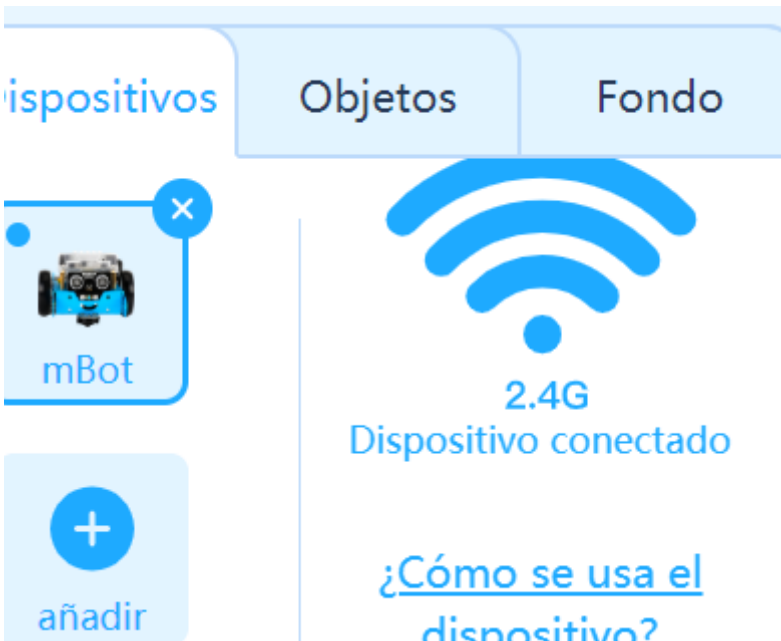 ispositivos
Objetos
Fondo
mBot
2.4G
Dispositivo conectado
añadir
¿Cómo se usa el
dispositivo?